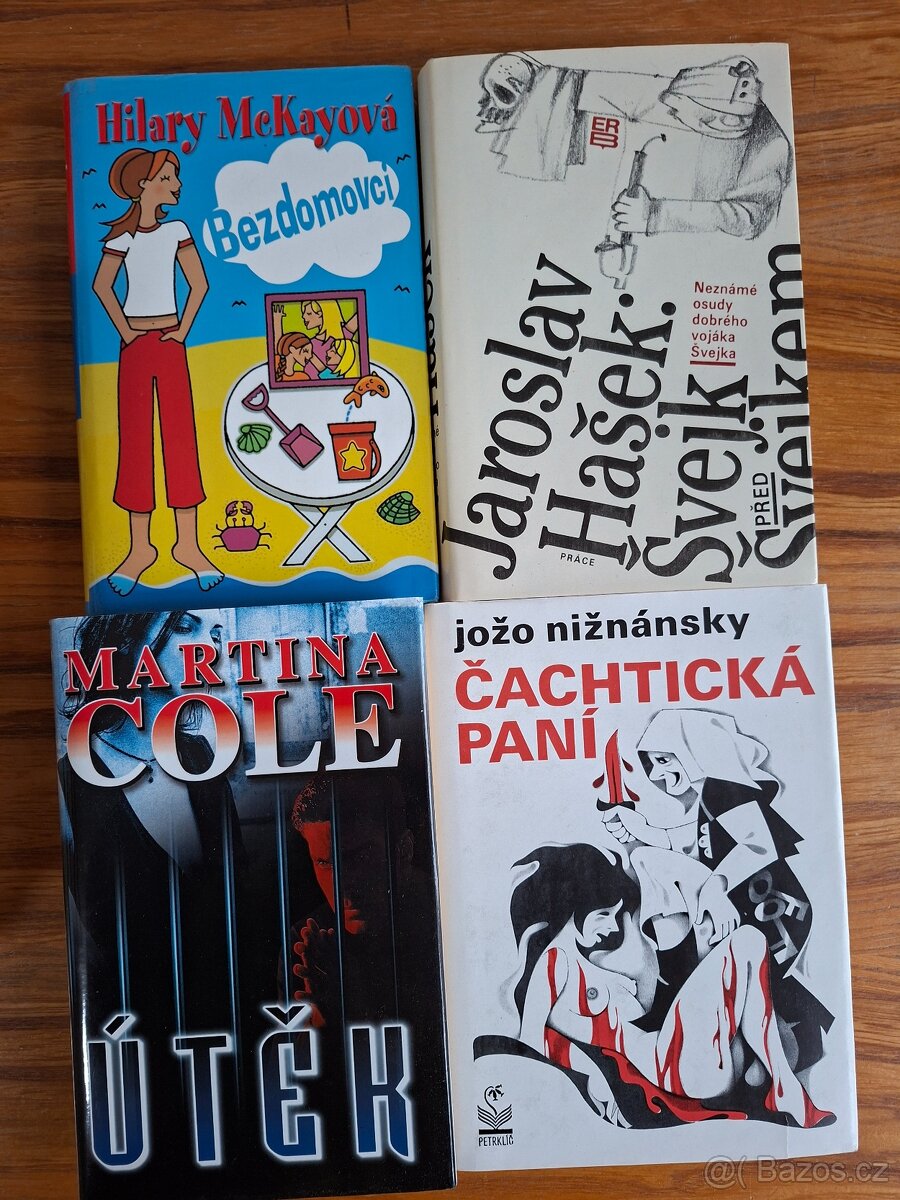 Hilary McKayová
Bezdomovci
ERB
Jaroslav
Hašek:
Švejk
PŘED
Švejkem
Neznámé
osudy
dobrého
vojáka
Švejka
PRÁCE
MARTINA
COLE
ÚTĚK
jožo nižnánsky
ČACHTICKÁ
PANÍ
PETRKLÍČ
Bazos.cz